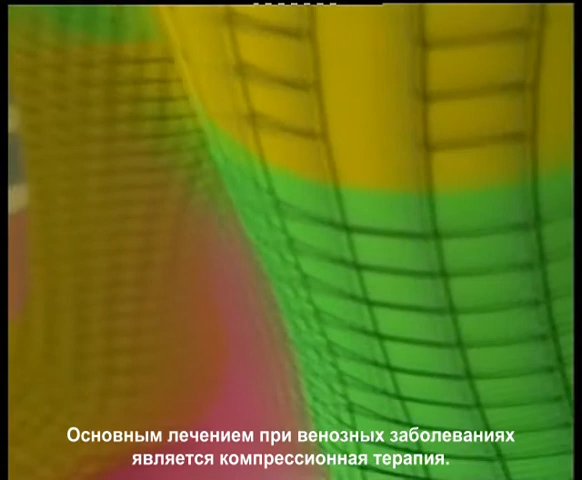 Основным лечением при венозных заболеваниях
является компрессионная терапия.